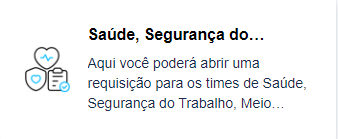 Saúde, Segurança do...
Aqui você poderá abrir uma
requisição para os times de Saúde,
Segurança do Trabalho, Meio...